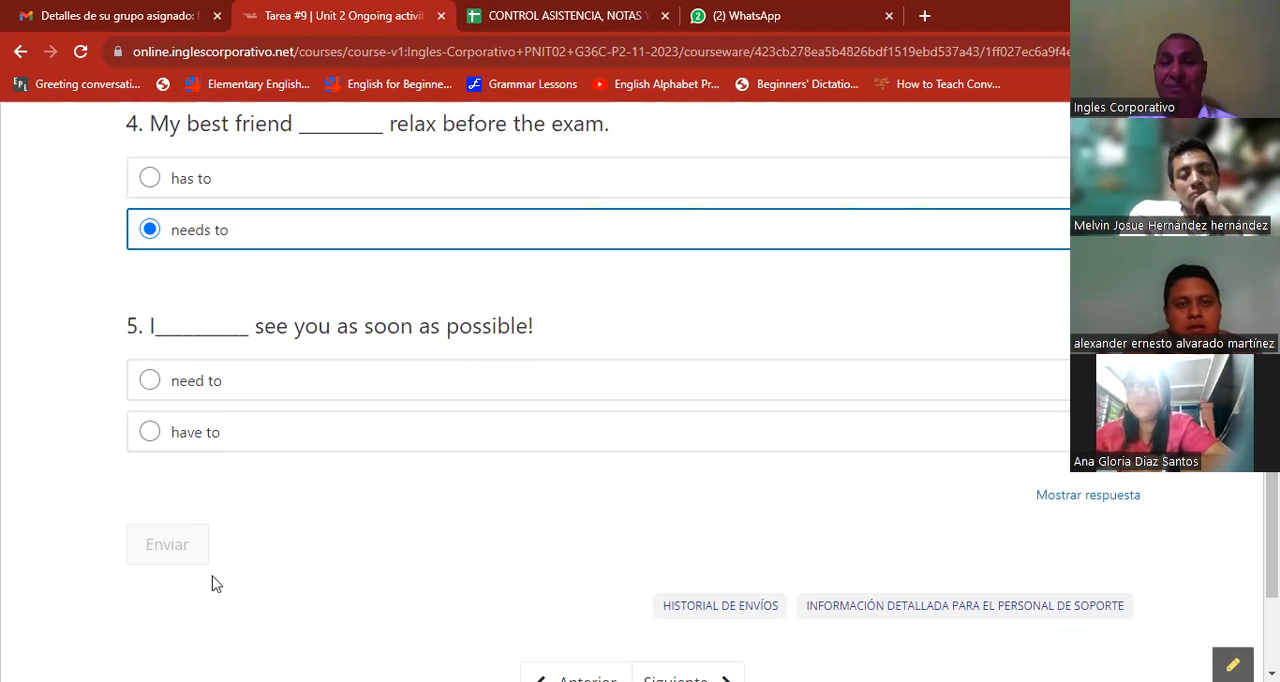 Detalles de su grupo asignado:
Tarea #9 | Unit 2 Ongoing activit
CONTROL ASISTENCIA, NOTAS
(2) WhatsApp
online.inglescorporativo.net/courses/course-v1:Ingles-Corporativo+PNIT02+G36C-P2-11-2023/courseware/423cb278ea5b4826bdf1519ebd537a43/1ff027ec6a9f4e
Greeting conversati...
Elementary English...
English for Beginne...
Grammar Lessons
English Alphabet Pr...
Beginners' Dictatio...
How to Teach Conv...
4. My best friend ________ relax before the exam.
has to
needs to
5. I__________ see you as soon as possible!
need to
have to
Mostrar respuesta
Enviar
HISTORIAL DE ENVÍOS
INFORMACIÓN DETALLADA PARA EL PERSONAL DE SOPORTE
Anterior
Siguiente
Ingles Corporativo
Melvin Josue Hernández hernández
alexander ernesto alvarado martínez
Ana Gloria Diaz Santos